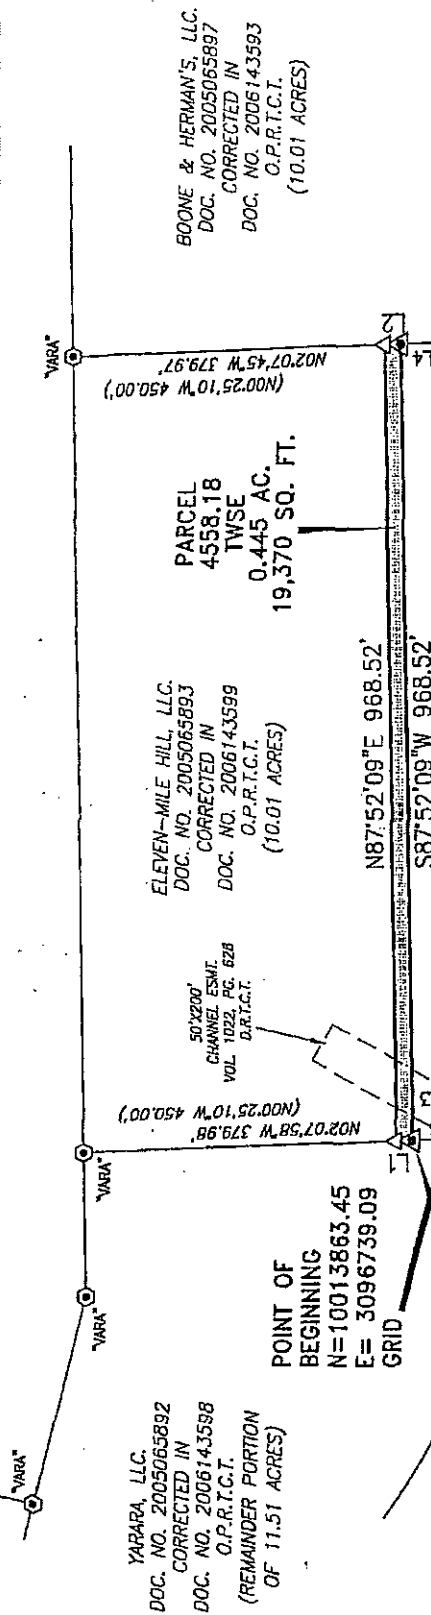 "VARA"
"VARA"
"VARA"
"VARA"
YARARA, LLC.
DOC. NO. 2005065892
CORRECTED IN
DOC. NO. 2006143598
O.P.R.T.C.T.
(REMAINDER PORTION
OF 11.51 ACRES)
POINT OF
BEGINNING
N=10013863.45
E= 3096739.09
GRID
L1
N02°07'58"W 379.98'
(N00°25'10"W 450.00')
50'X200'
CHANNEL ESMT.
VOL. 1022, PG. 628
D.R.T.C.T.
3
ELEVEN-MILE HILL, LLC.
DOC. NO. 2005065893
CORRECTED IN
DOC. NO. 2006143599
O.P.R.T.C.T.
(10.01 ACRES)
N87°52'09"E 968.52'
S87°52'09"W 968.52'
PARCEL
4558.18
TWSE
0.445 AC.
19,370 SQ. FT.
(N00°25'10"W 450.00')
N02°07'45"W 379.97'
L2
L4
BOONE & HERMAN'S, LLC.
DOC. NO. 2005065897
CORRECTED IN
DOC. NO. 2006143593
O.P.R.T.C.T.
(10.01 ACRES)